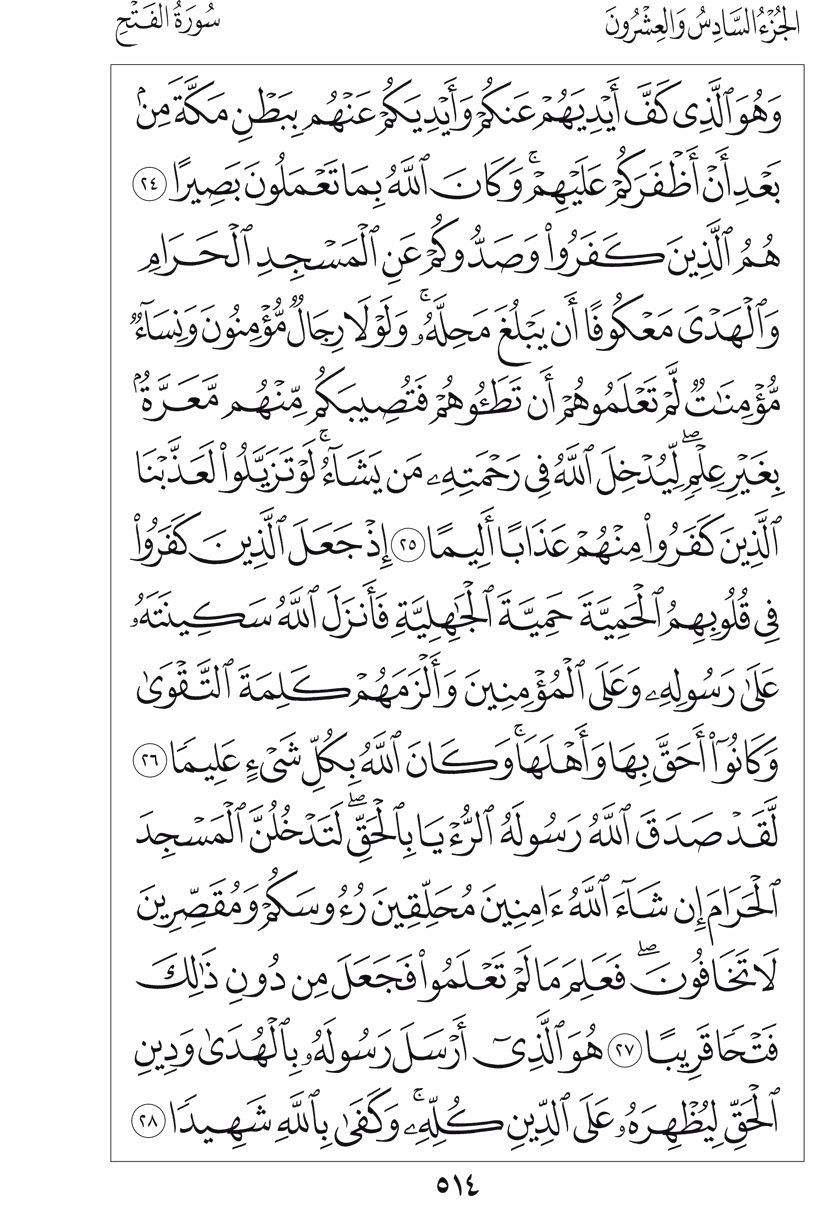 الجُزْءُ السَّادِسُ وَالعِشْرُونَ
سُورَةُ الفَتْحِ
وَهُوَ ٱلَّذِى كَفَّ أَيْدِيَهُمْ عَنكُمْ وَأَيْدِيَكُمْ عَنْهُم بِبَطْنِ مَكَّةَ مِنۢ
بَعْدِ أَنْ أَظْفَرَكُمْ عَلَيْهِمْ ۚ وَكَانَ ٱللَّهُ بِمَا تَعْمَلُونَ بَصِيرًا ٢٤
هُمُ ٱلَّذِينَ كَفَرُوا۟ وَصَدُّوكُمْ عَنِ ٱلْمَسْجِدِ ٱلْحَرَامِ
وَٱلْهَدْىَ مَعْكُوفًا أَن يَبْلُغَ مَحِلَّهُۥ ۚ وَلَوْلَا رِجَالٌ مُّؤْمِنُونَ وَنِسَآءٌ
مُّؤْمِنَٰتٌ لَّمْ تَعْلَمُوهُمْ أَن تَطَـُٔوهُمْ فَتُصِيبَكُم مِّنْهُم مَّعَرَّةٌۢ
بِغَيْرِ عِلْمٍ ۖ لِّيُدْخِلَ ٱللَّهُ فِى رَحْمَتِهِۦ مَن يَشَآءُ ۚ لَوْ تَزَيَّلُوا۟ لَعَذَّبْنَا
ٱلَّذِينَ كَفَرُوا۟ مِنْهُمْ عَذَابًا أَلِيمًا ٢٥ إِذْ جَعَلَ ٱلَّذِينَ كَفَرُوا۟
فِى قُلُوبِهِمُ ٱلْحَمِيَّةَ حَمِيَّةَ ٱلْجَٰهِلِيَّةِ فَأَنزَلَ ٱللَّهُ سَكِينَتَهُۥ
عَلَىٰ رَسُولِهِۦ وَعَلَى ٱلْمُؤْمِنِينَ وَأَلْزَمَهُمْ كَلِمَةَ ٱلتَّقْوَىٰ
وَكَانُوٓا۟ أَحَقَّ بِهَا وَأَهْلَهَا ۚ وَكَانَ ٱللَّهُ بِكُلِّ شَىْءٍ عَلِيمًا ٢٦
لَّقَدْ صَدَقَ ٱللَّهُ رَسُولَهُ ٱلرُّءْيَا بِٱلْحَقِّ ۖ لَتَدْخُلُنَّ ٱلْمَسْجِدَ
ٱلْحَرَامَ إِن شَآءَ ٱللَّهُ ءَامِنِينَ مُحَلِّقِينَ رُءُوسَكُمْ وَمُقَصِّرِينَ
لَا تَخَافُونَ ۖ فَعَلِمَ مَا لَمْ تَعْلَمُوا۟ فَجَعَلَ مِن دُونِ ذَٰلِكَ
فَتْحًا قَرِيبًا ٢٧ هُوَ ٱلَّذِىٓ أَرْسَلَ رَسُولَهُۥ بِٱلْهُدَىٰ وَدِينِ
ٱلْحَقِّ لِيُظْهِرَهُۥ عَلَى ٱلدِّينِ كُلِّهِۦ ۚ وَكَفَىٰ بِٱللَّهِ شَهِيدًا ٢٨
٥١٤